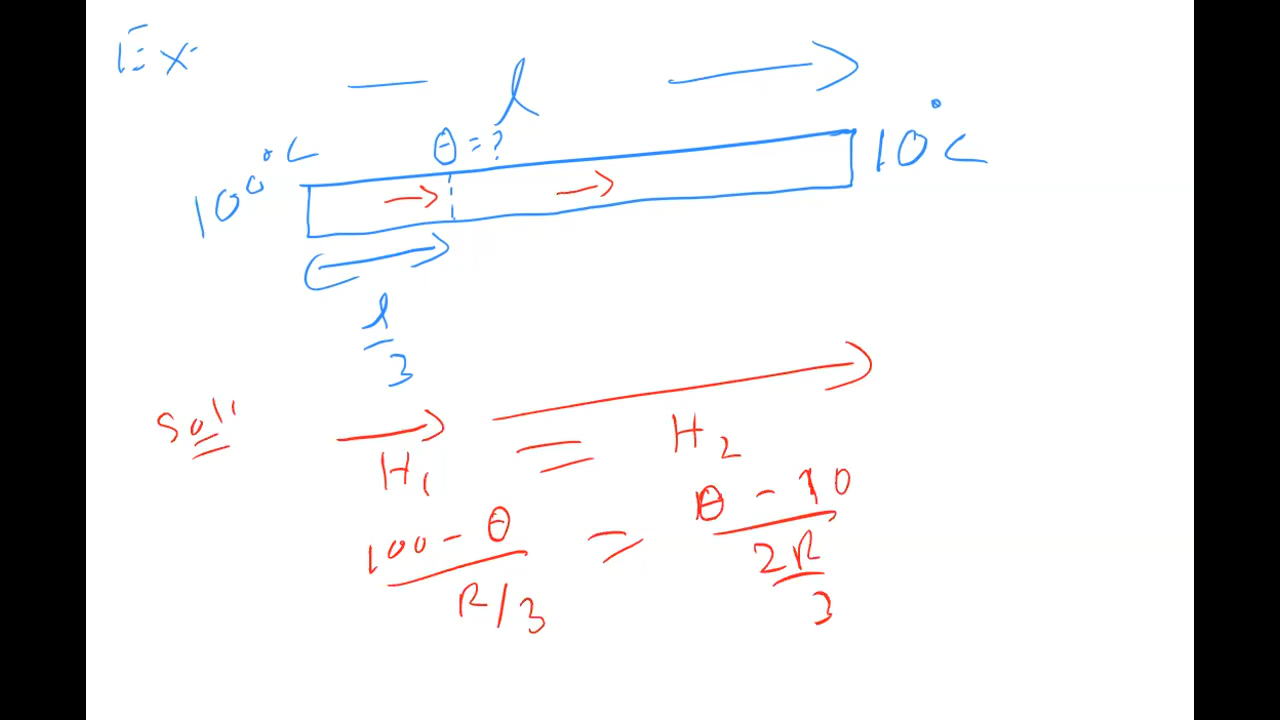 Ex:
l
θ = ?
100°C
10°C
l/3
Sol:
H₁ = H₂
(100 - θ)/(R/3) = (θ - 10)/(2R/3)